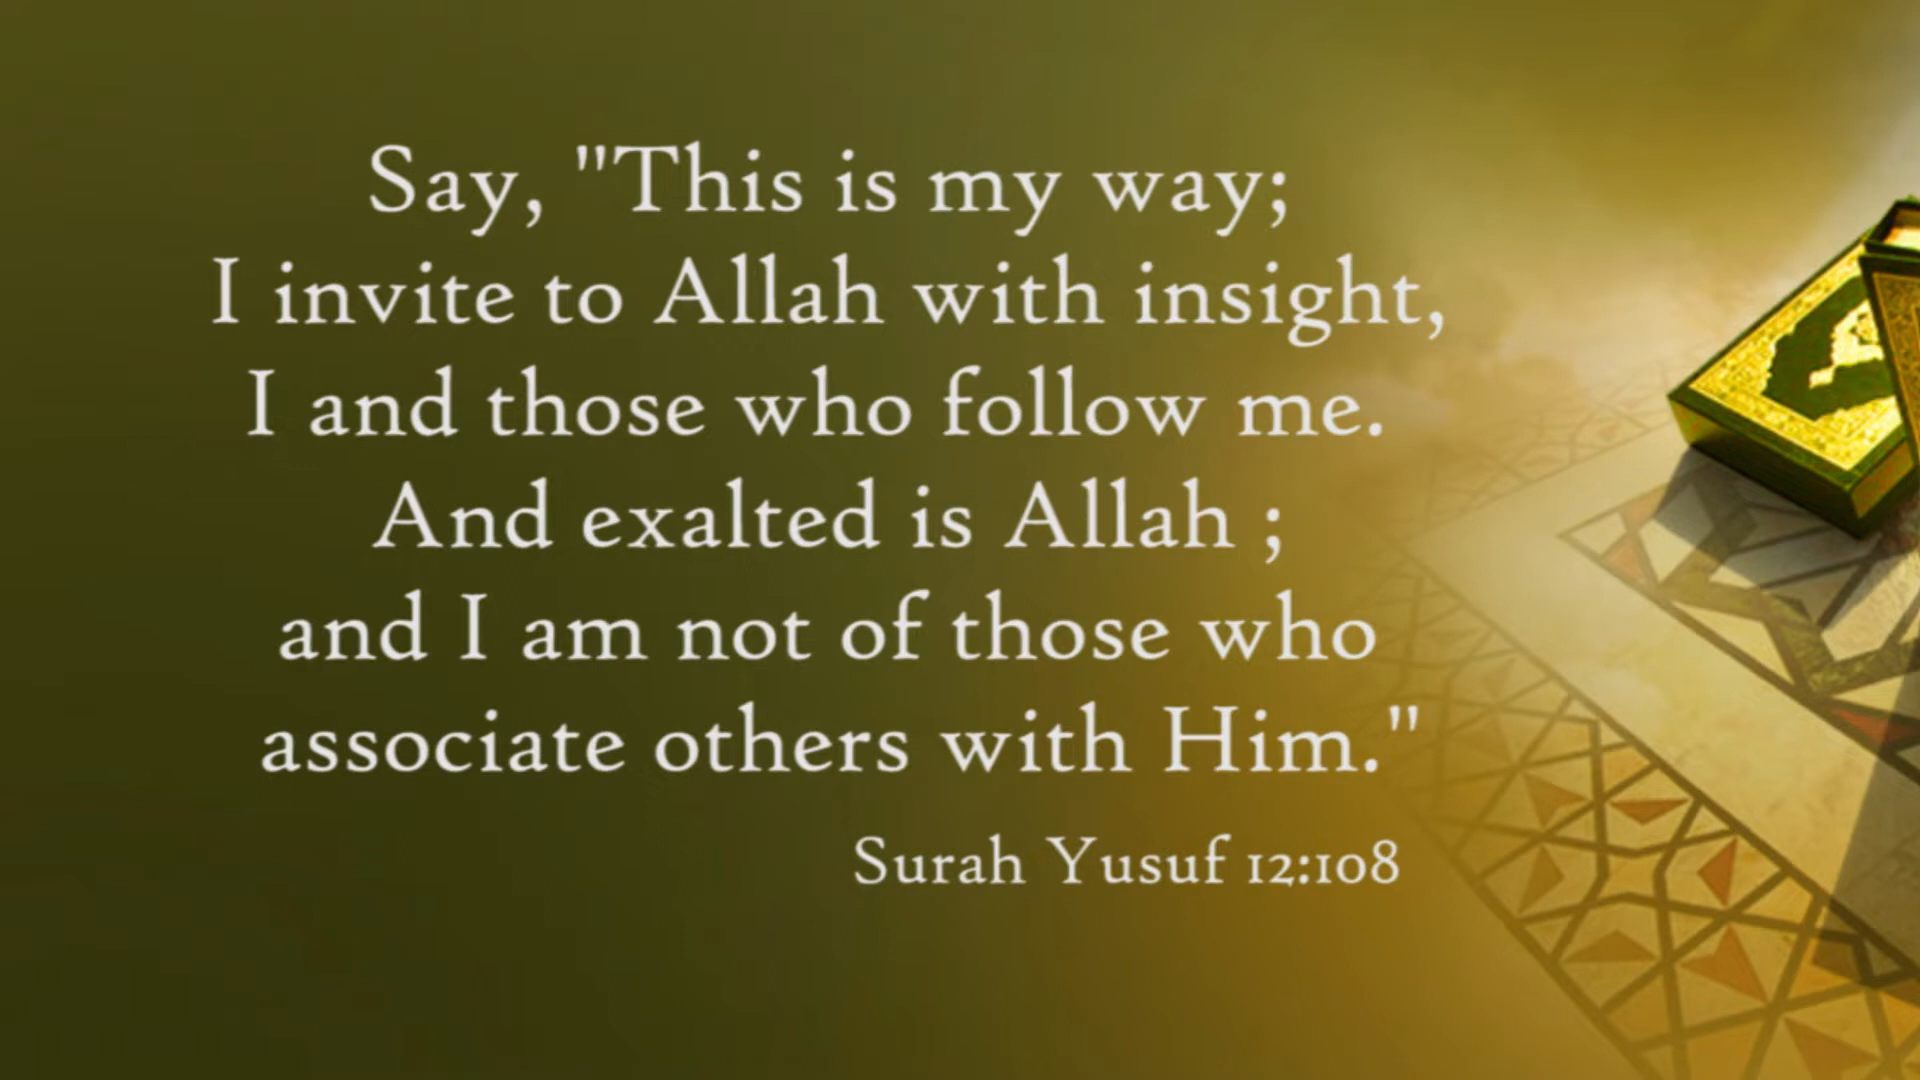 Say, "This is my way;
I invite to Allah with insight,
I and those who follow me.
And exalted is Allah ;
and I am not of those who
associate others with Him."
Surah Yusuf 12:108